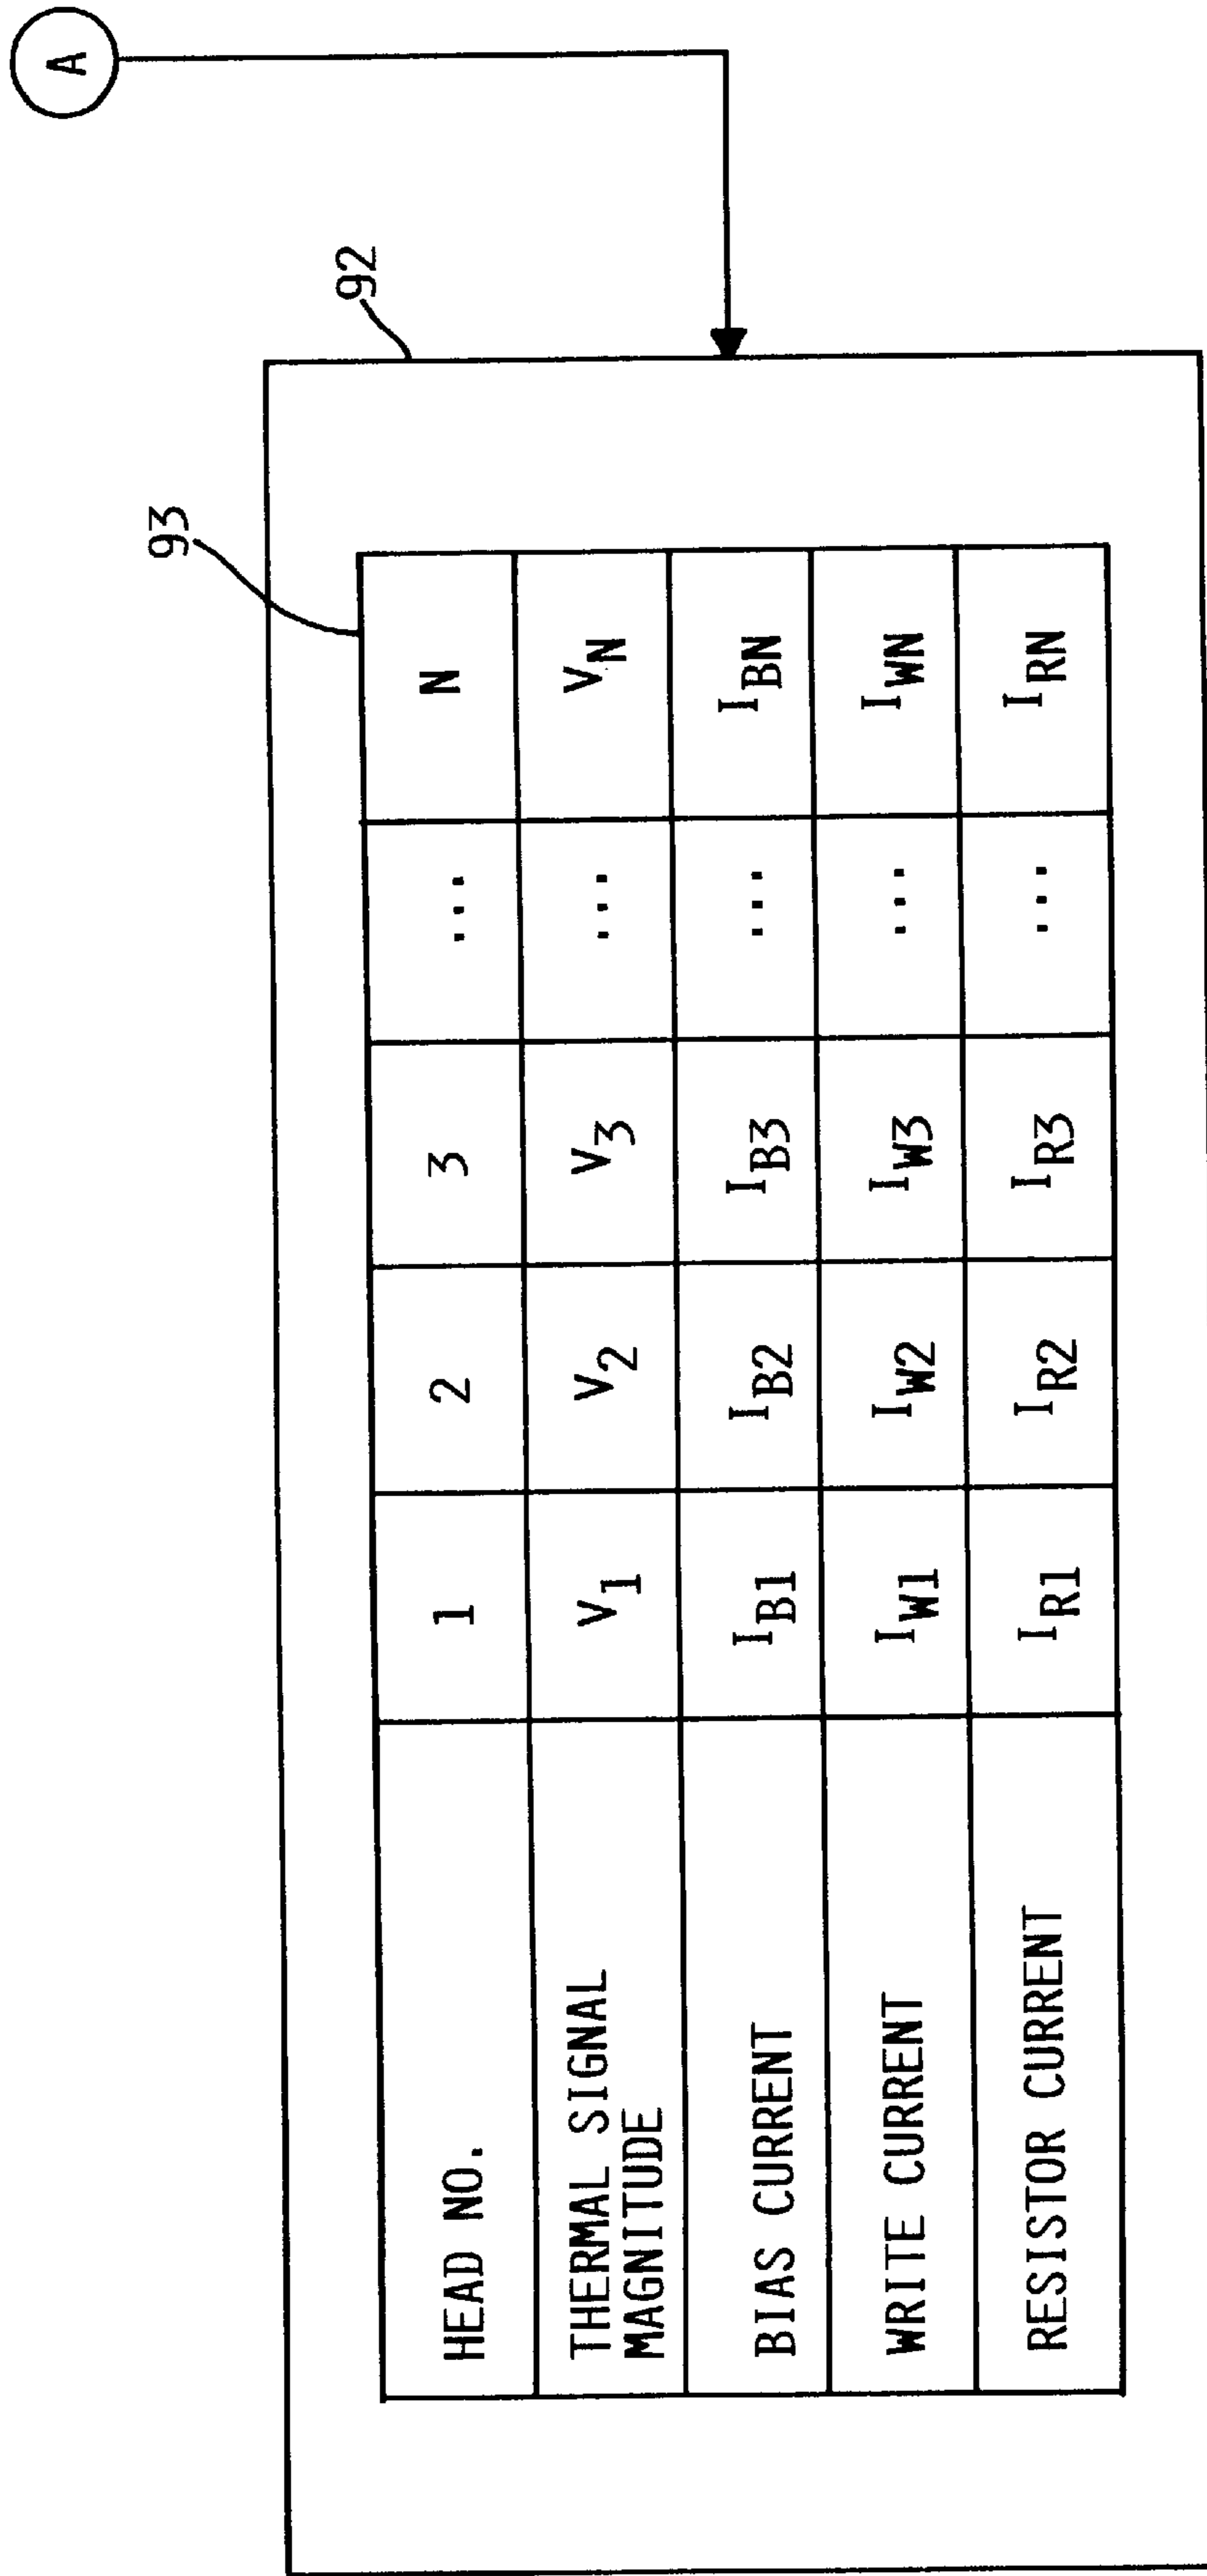 A
92
93
HEAD NO. 1 2 3 ... N
THERMAL SIGNAL
MAGNITUDE V1 V2 V3 ... VN
BIAS CURRENT IB1 IB2 IB3 ... IBN
WRITE CURRENT IW1 IW2 IW3 ... IWN
RESISTOR CURRENT IR1 IR2 IR3 ... IRN